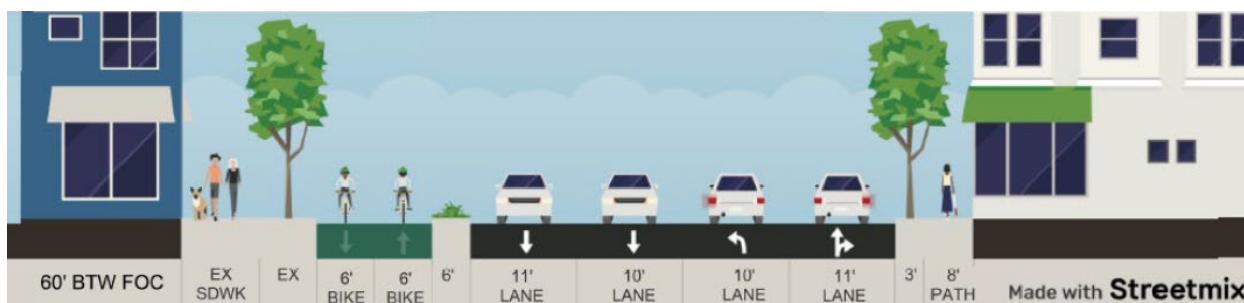 60' BTW FOC
EX
SDWK
EX
6'
BIKE
6'
BIKE
6'
11'
LANE
10'
LANE
10'
LANE
11'
LANE
3'
8'
PATH
Made with Streetmix